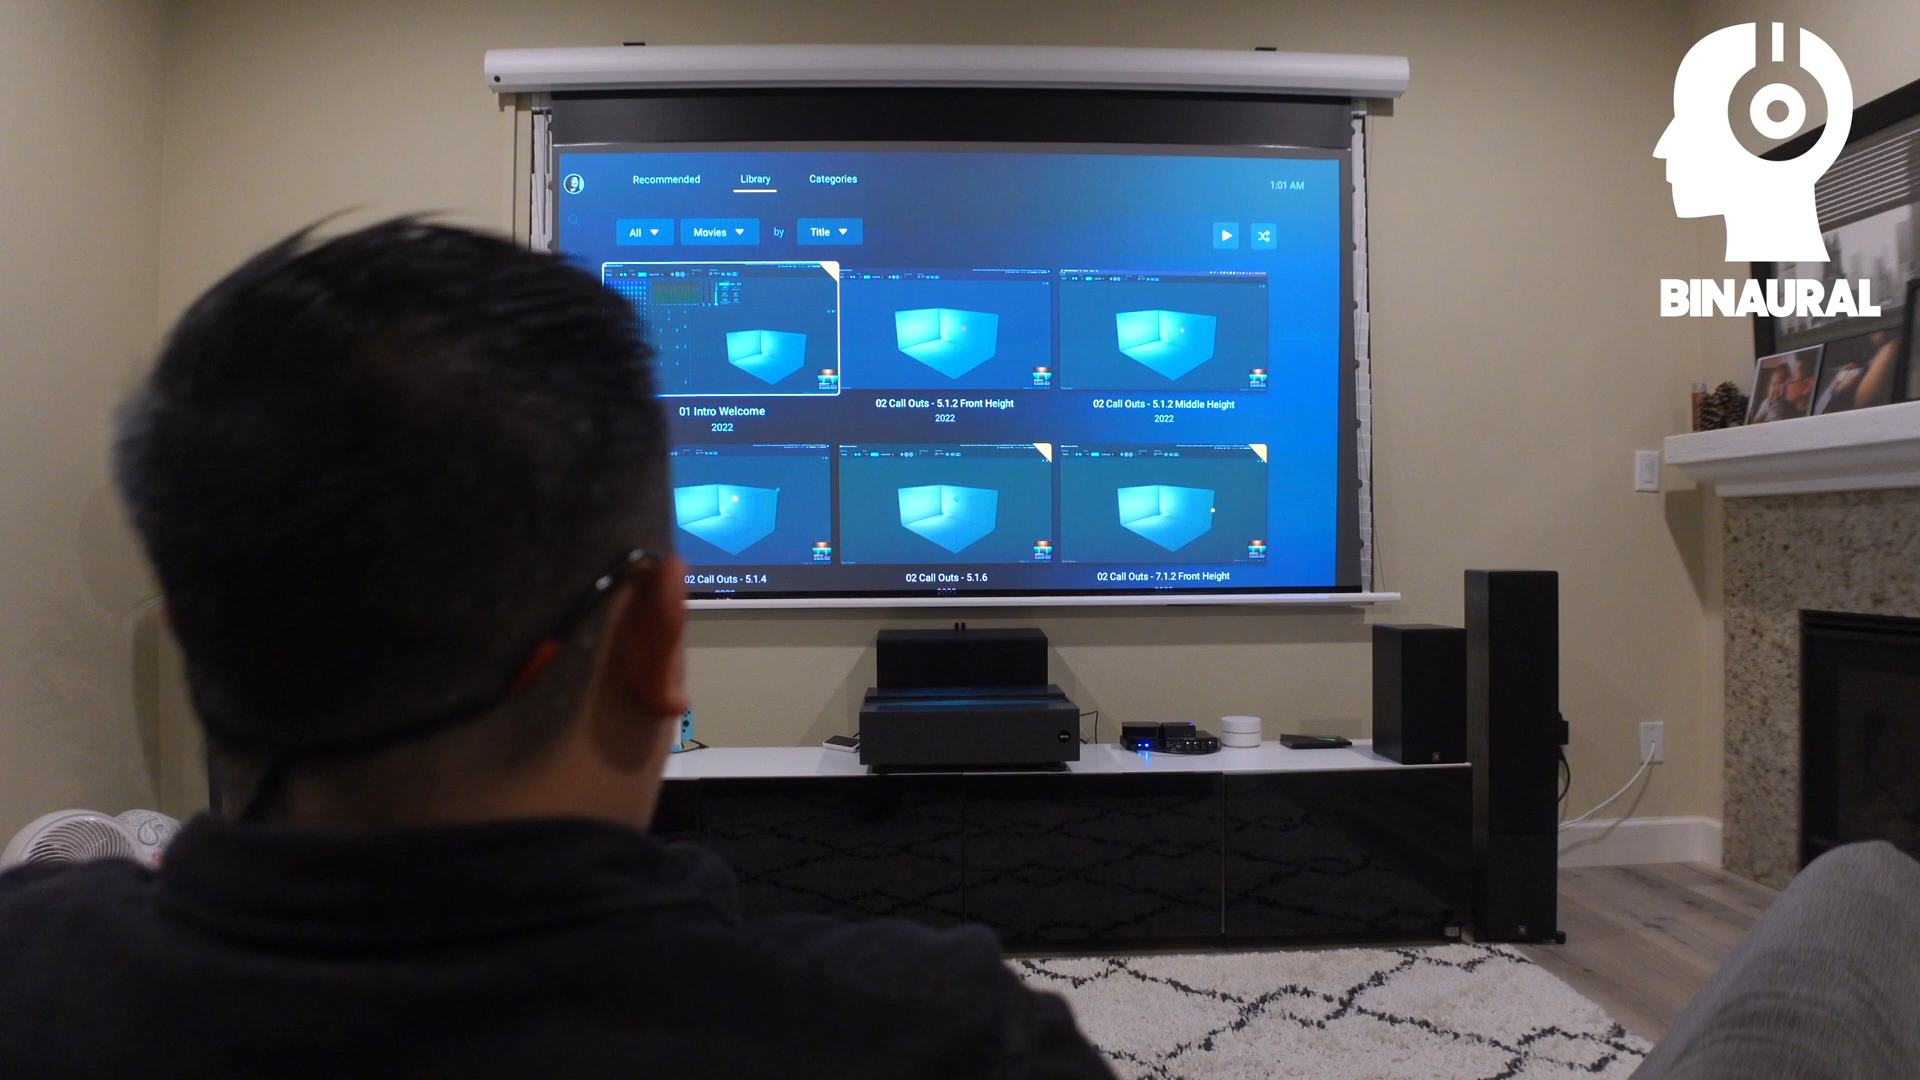 Recommended Library Categories
1:01 AM
All Movies by Title
01 Intro Welcome
2022
02 Call Outs - 5.1.2 Front Height
2022
02 Call Outs - 5.1.2 Middle Height
2022
02 Call Outs - 5.1.4
02 Call Outs - 5.1.6
02 Call Outs - 7.1.2 Front Height
BINAURAL